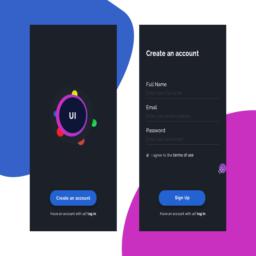 UI
Create an account
Have an account with us? log in
Create an account
Full Name
Email
Password
I agree to the terms of use
Sign Up
Have an account with us? log in